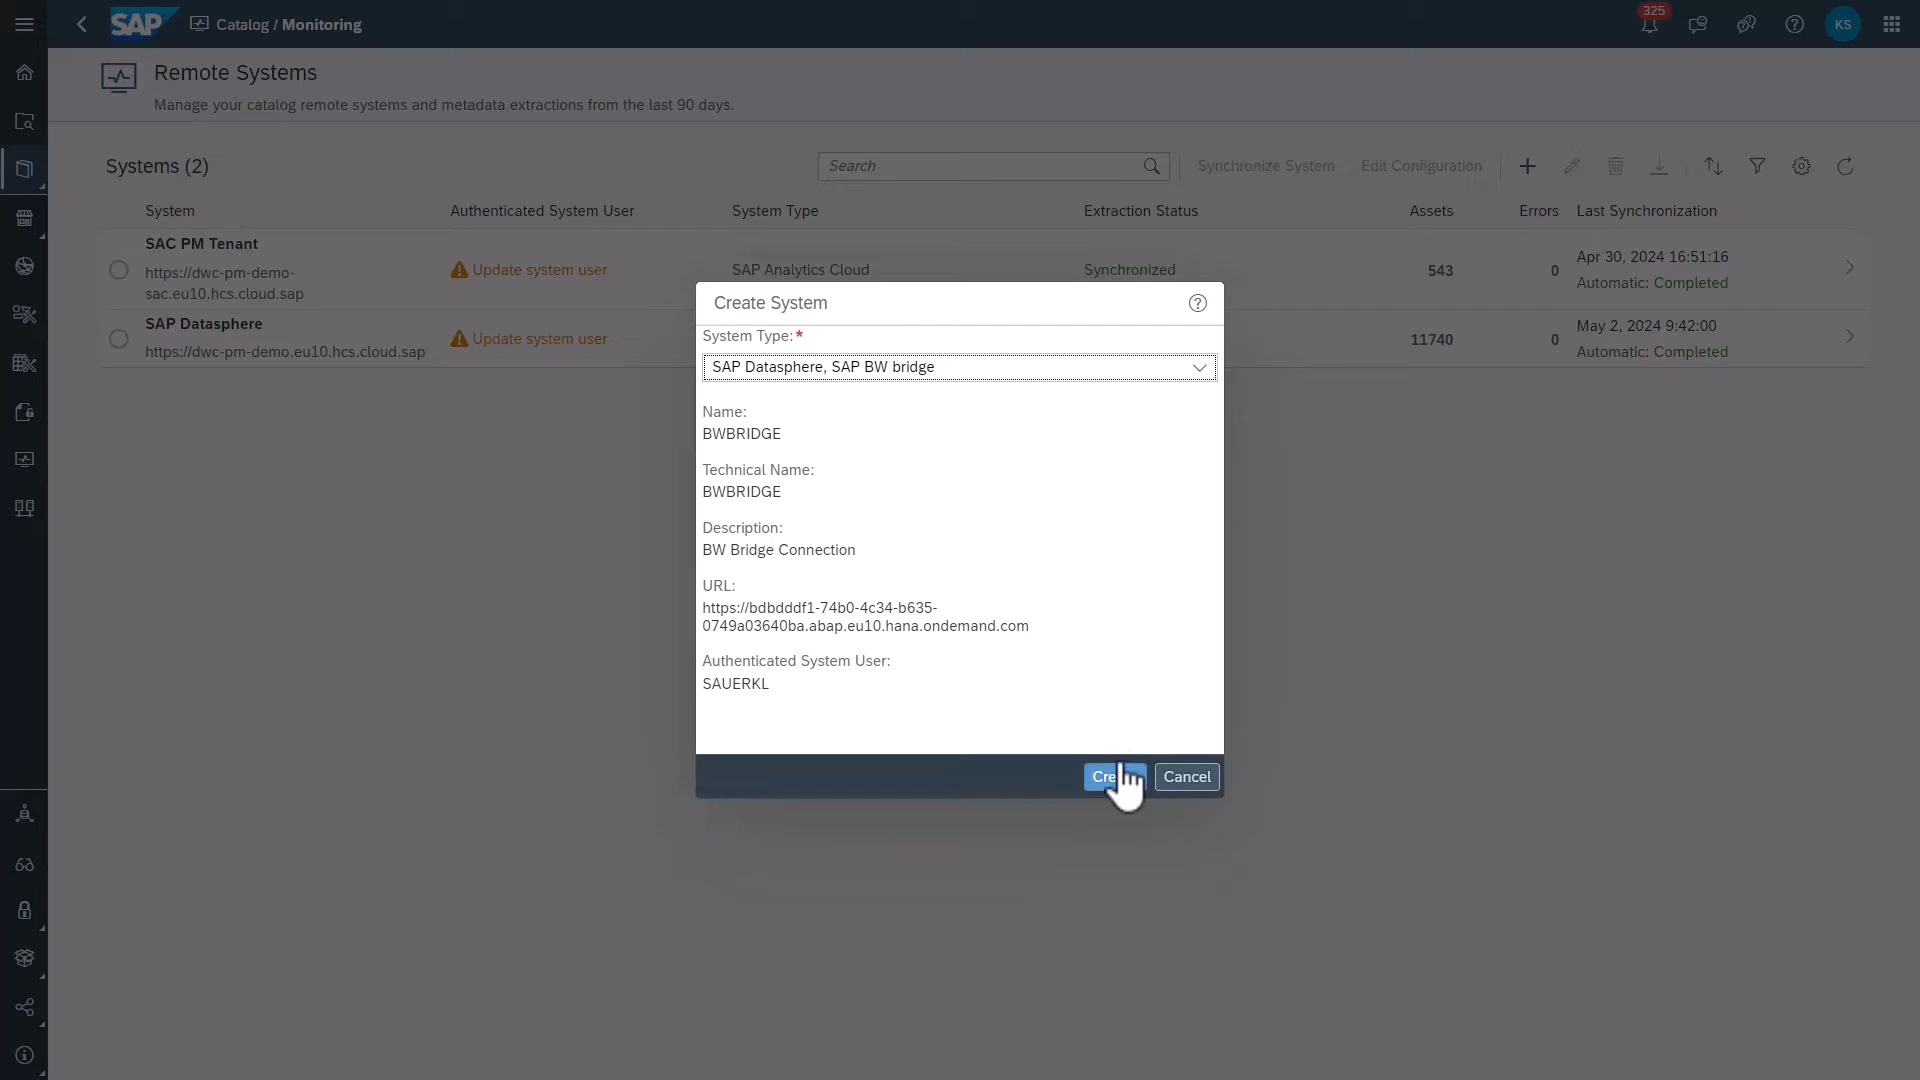 SAP
Catalog / Monitoring
325
KS
Remote Systems
Manage your catalog remote systems and metadata extractions from the last 90 days.
Systems (2)
Search
Synchronize System
Edit Configuration
System
Authenticated System User
System Type
Extraction Status
Assets
Errors
Last Synchronization
SAC PM Tenant
https://dwc-pm-demo-
sac.eu10.hcs.cloud.sap
Update system user
SAP Analytics Cloud
Synchronized
543
0
Apr 30, 2024 16:51:16
Automatic: Completed
SAP Datasphere
https://dwc-pm-demo.eu10.hcs.cloud.sap
Update system user
11740
0
May 2, 2024 9:42:00
Automatic: Completed
Create System
System Type:*
SAP Datasphere, SAP BW bridge
Name:
BWBRIDGE
Technical Name:
BWBRIDGE
Description:
BW Bridge Connection
URL:
https://bdbdddf1-74b0-4c34-b635-
0749a03640ba.abap.eu10.hana.ondemand.com
Authenticated System User:
SAUERKL
Cancel